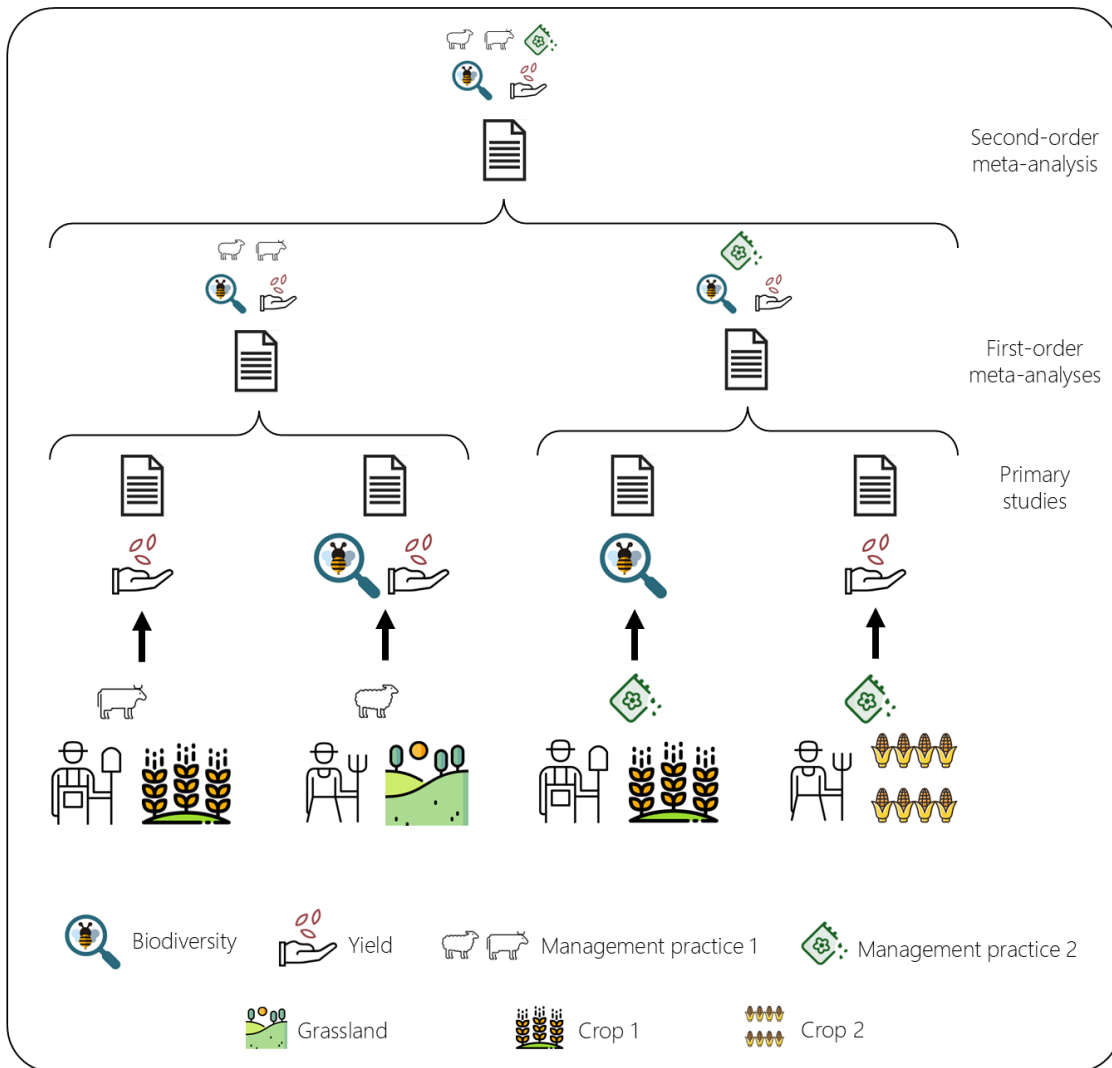 Second-order
meta-analysis
First-order
meta-analyses
Primary
studies
Biodiversity
Yield
Management practice 1
Management practice 2
Grassland
Crop 1
Crop 2